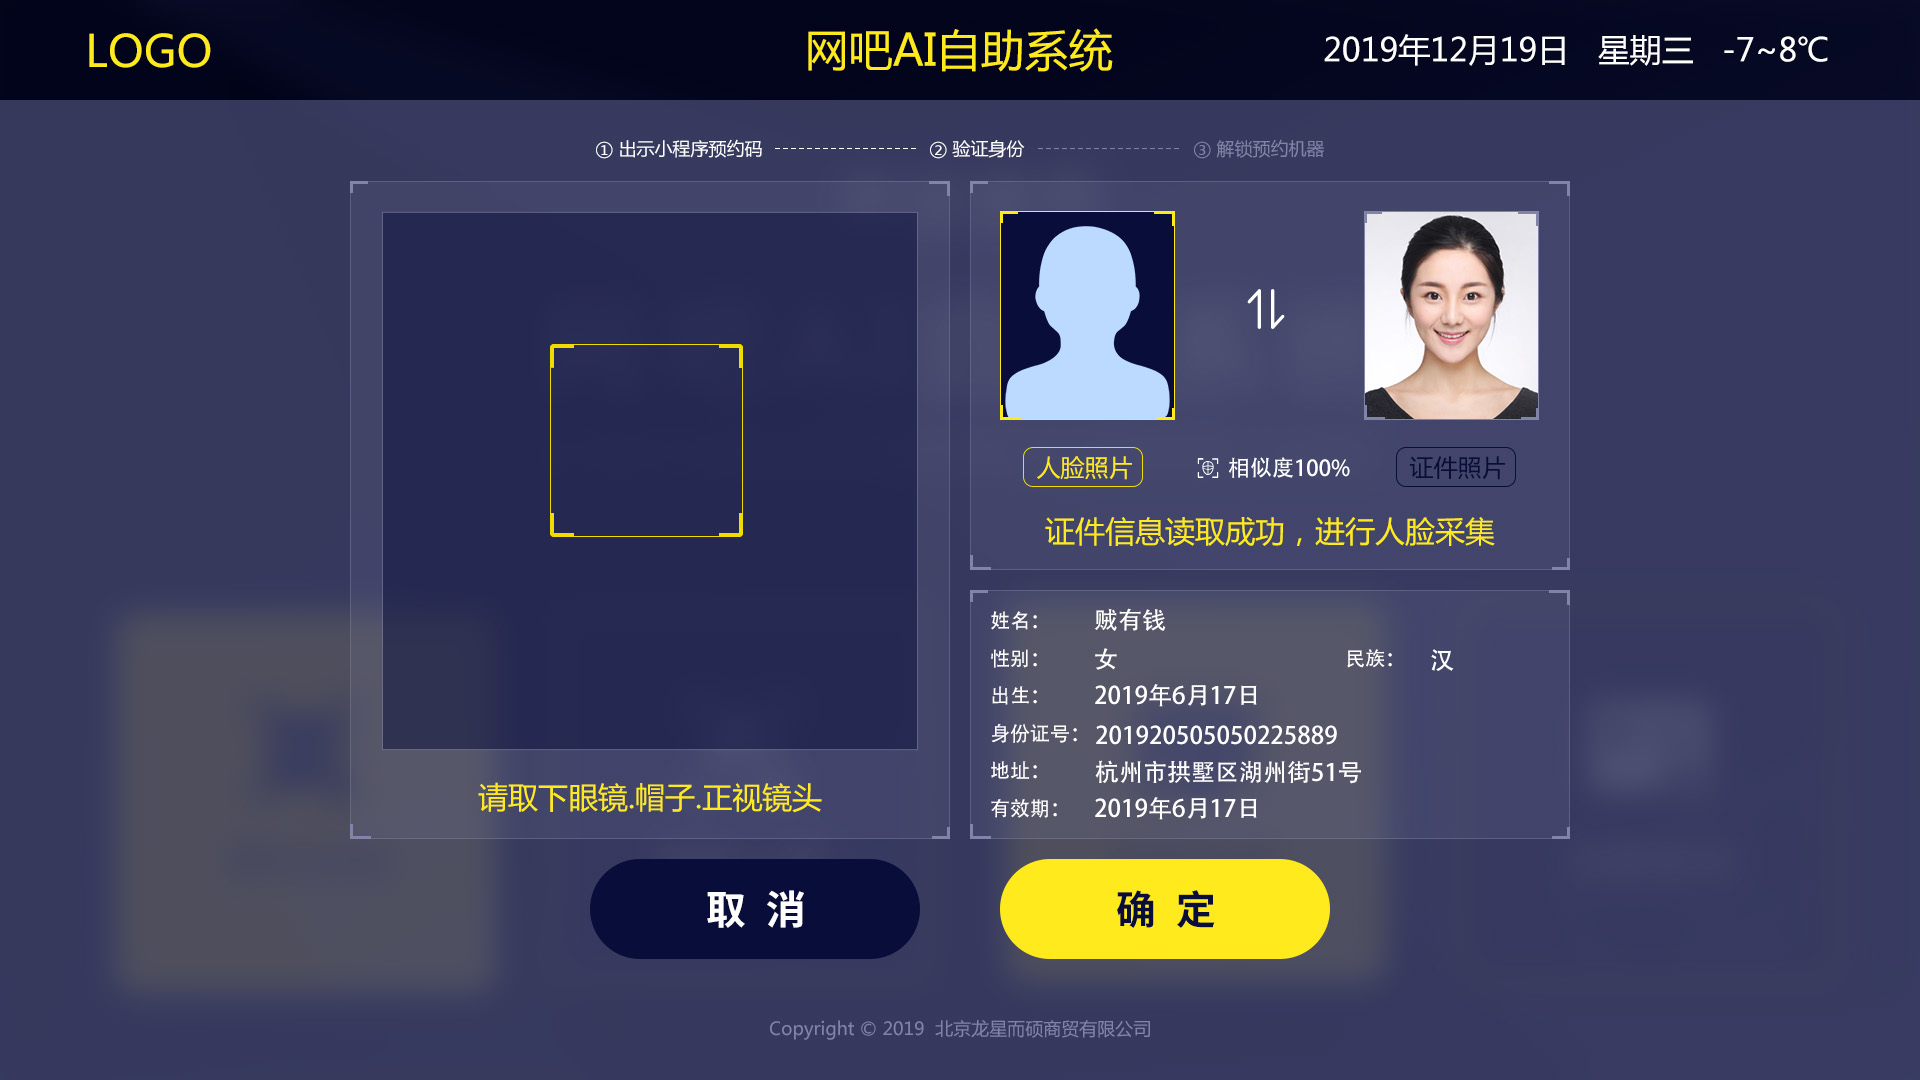 LOGO
网吧AI自助系统
2019年12月19日 星期三 -7~8℃
① 出示小程序预约码 ② 验证身份 ③ 解锁预约机器
人脸照片 相似度100% 证件照片
证件信息读取成功，进行人脸采集
请取下眼镜.帽子.正视镜头
姓名： 贼有钱
性别： 女 民族： 汉
出生： 2019年6月17日
身份证号： 201920505050225889
地址： 杭州市拱墅区湖州街51号
有效期： 2019年6月17日
取 消
确 定
Copyright © 2019 北京龙星而硕商贸有限公司